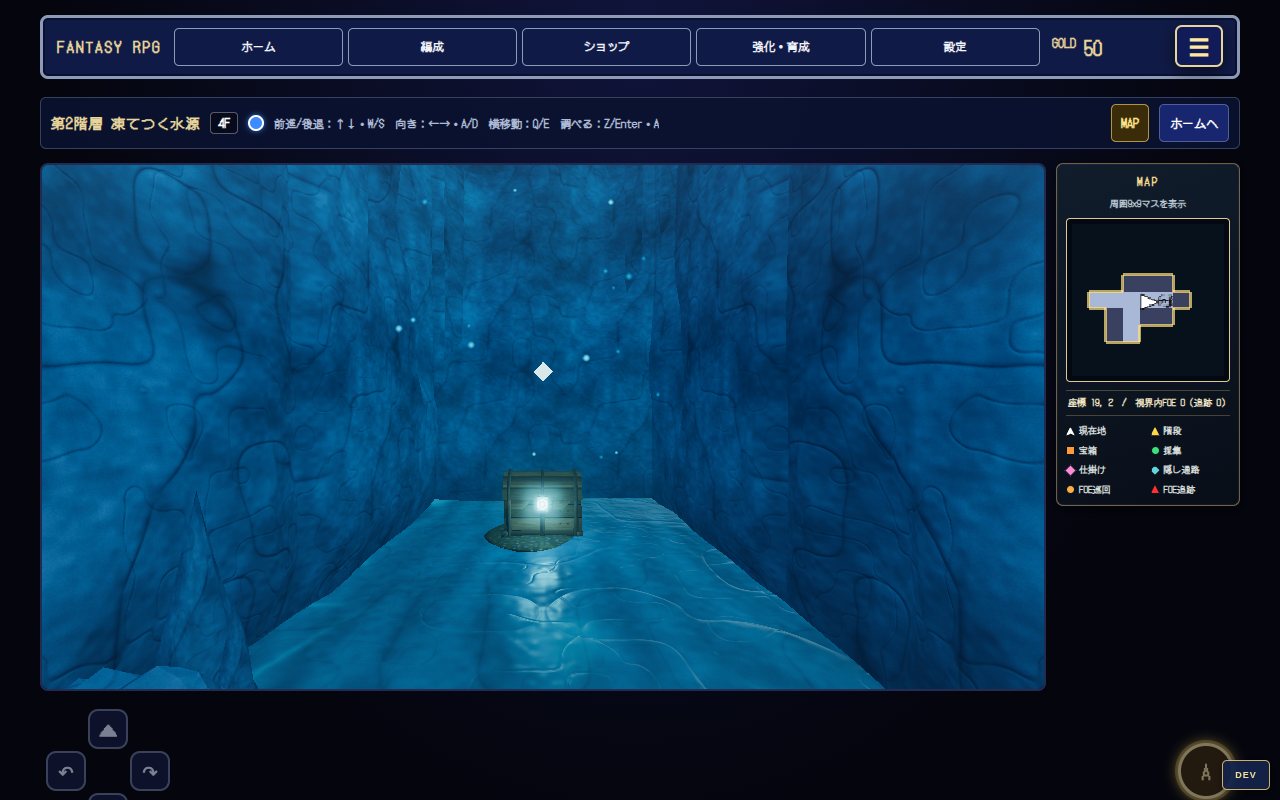 FANTASY RPG ホーム 編成 ショップ 強化・育成 設定 GOLD 50
第2階層 凍てつく水源 4F 前進/後退:↑↓・W/S 向き:←→・A/D 横移動:Q/E 調べる:Z/Enter・A MAP ホームへ
MAP
周囲9x9マスを表示
座標 19, 2 / 視界内FOE 0 (追跡 0)
現在地 階段
宝箱 採集
仕掛け 隠し通路
FOE巡回 FOE追跡
A DEV